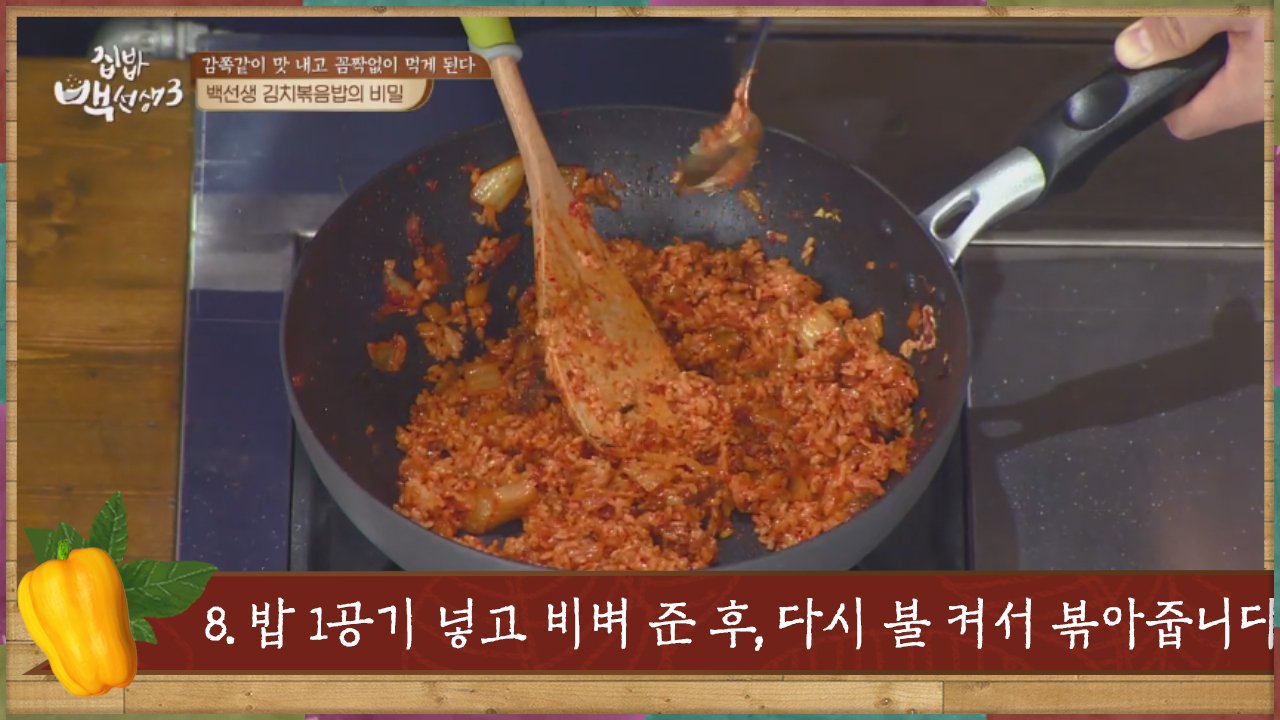 집밥
백선생3
감쪽같이 맛 내고 꼼짝없이 먹게 된다
백선생 김치볶음밥의 비밀
8. 밥 1공기 넣고 비벼 준 후, 다시 불 켜서 볶아줍니다